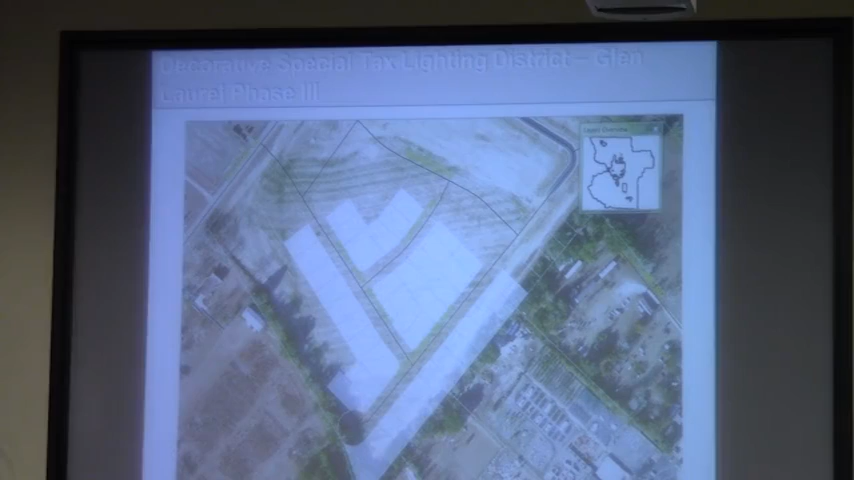 Decorative Special Tax Lighting District – Glen
Laurel Phase III